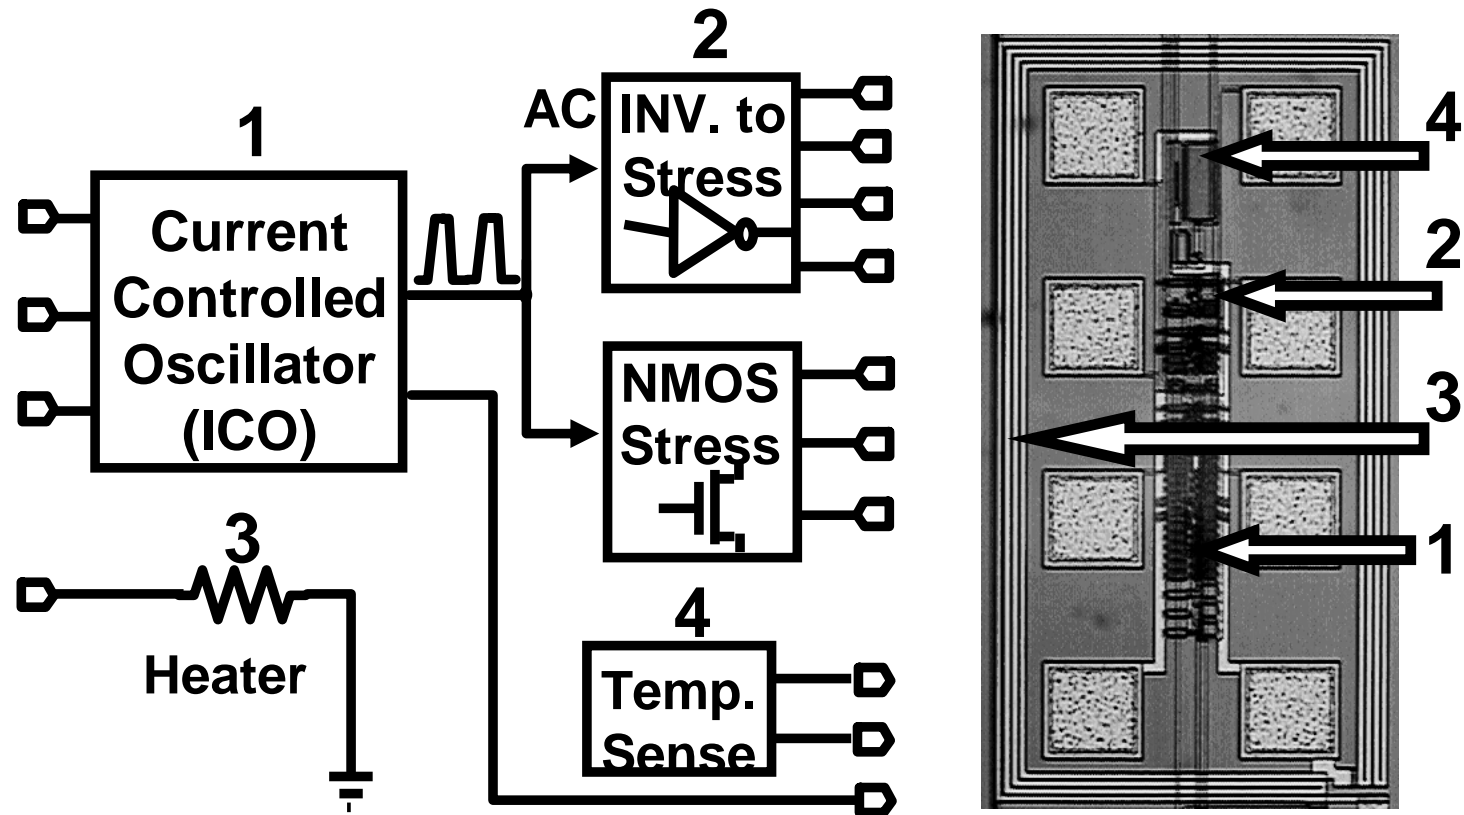 1
Current
Controlled
Oscillator
(ICO)
AC
2
INV. to
Stress
NMOS
Stress
3
Heater
4
Temp.
Sense
4
2
3
1